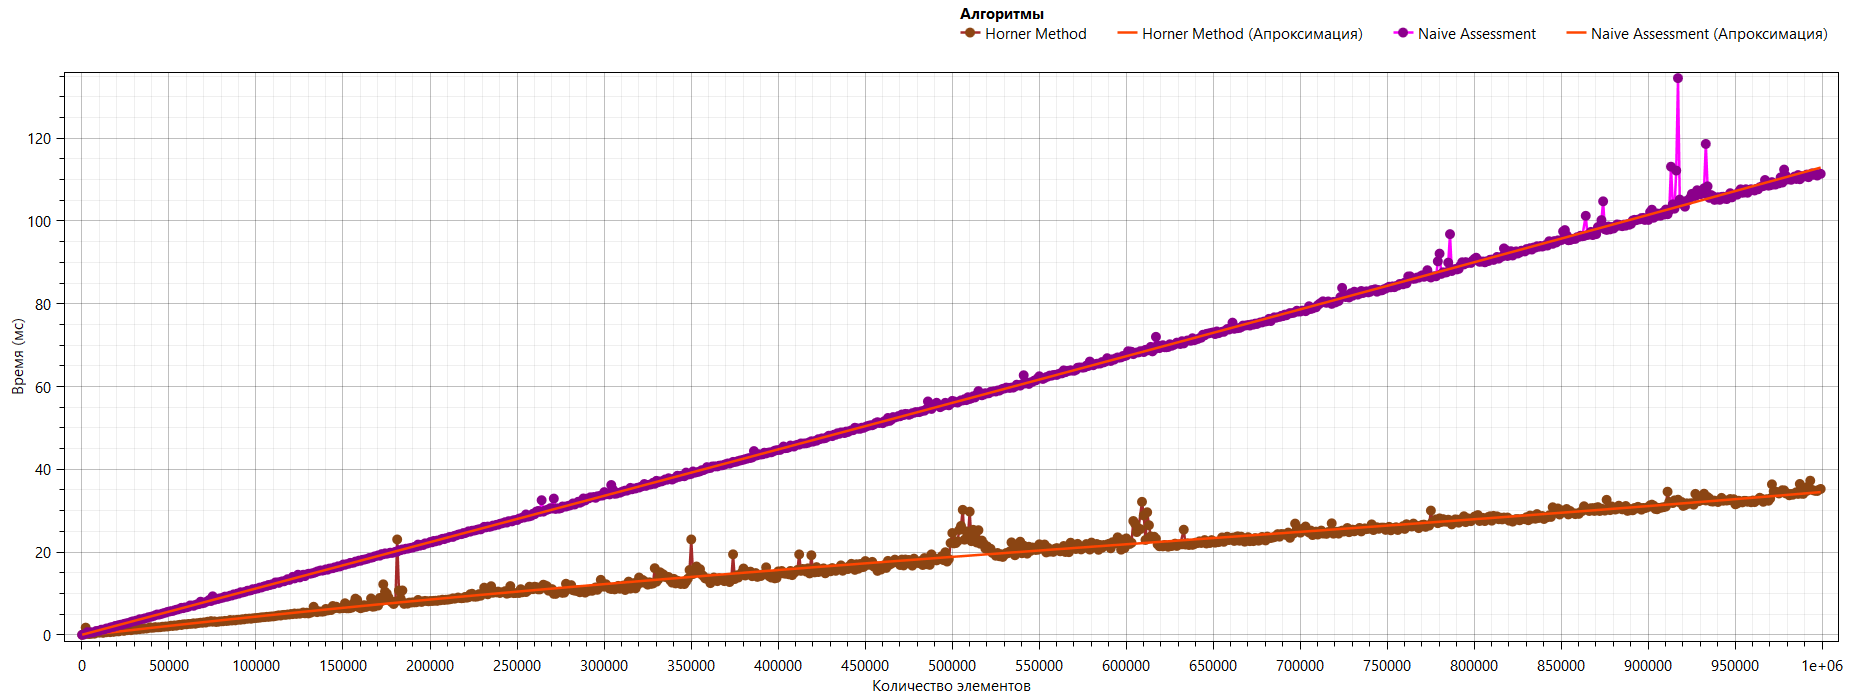 Алгоритмы
Horner Method Horner Method (Апроксимация) Naive Assessment Naive Assessment (Апроксимация)
120
100
80
60
40
20
0
Время (мс)
0 50000 100000 150000 200000 250000 300000 350000 400000 450000 500000 550000 600000 650000 700000 750000 800000 850000 900000 950000 1e+06
Количество элементов